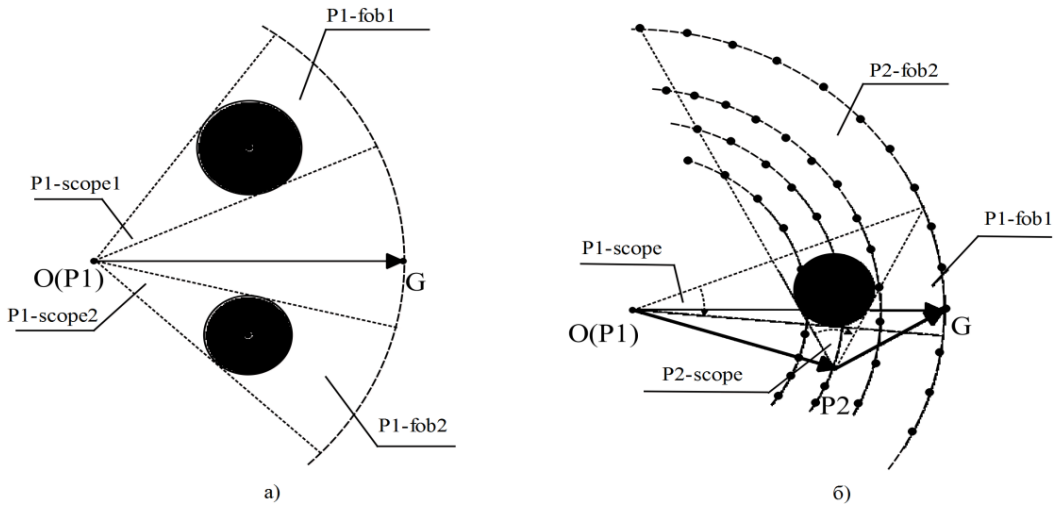 P1-fob1
P1-scope1
O(P1)
G
P1-scope2
P1-fob2
а)
P2-fob2
P1-fob1
P1-scope
O(P1)
G
P2-scope
P2
б)